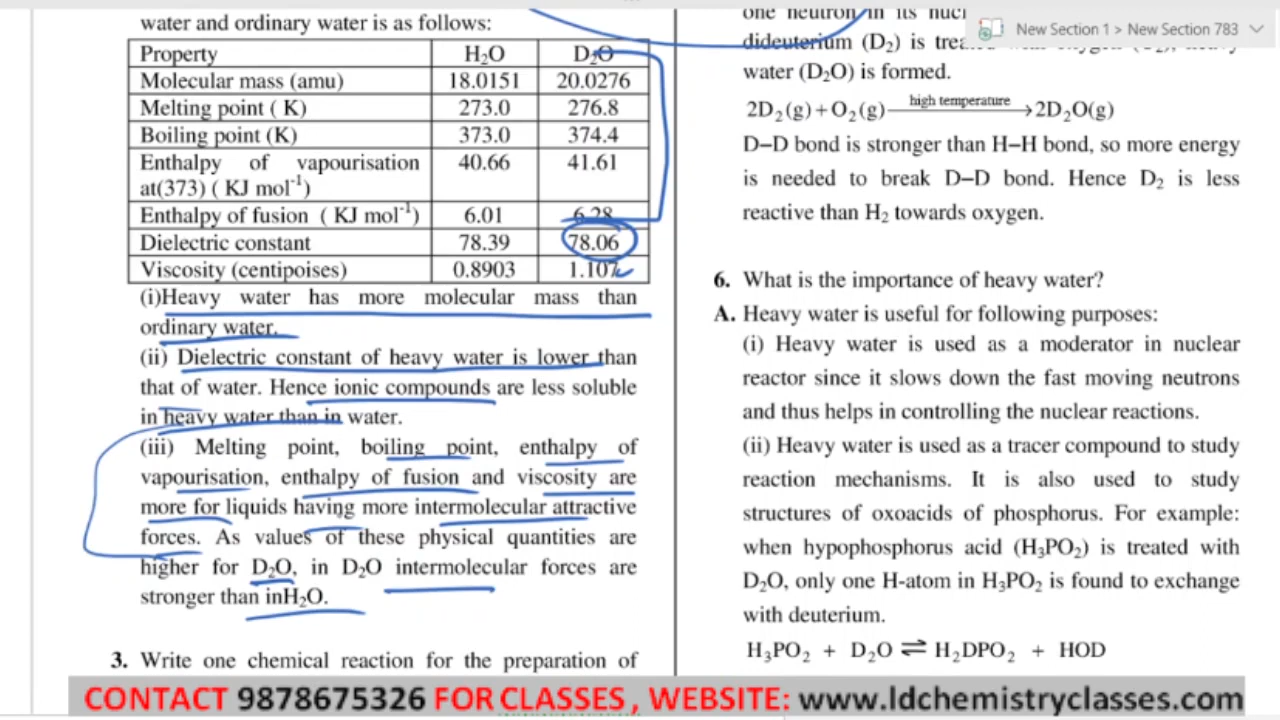 water and ordinary water is as follows:
Property H₂O D₂O
Molecular mass (amu) 18.0151 20.0276
Melting point ( K) 273.0 276.8
Boiling point (K) 373.0 374.4
Enthalpy of vapourisation 40.66 41.61
at(373) ( KJ mol⁻¹)
Enthalpy of fusion ( KJ mol⁻¹) 6.01 6.28
Dielectric constant 78.39 78.06
Viscosity (centipoises) 0.8903 1.107
(i)Heavy water has more molecular mass than
ordinary water.
(ii) Dielectric constant of heavy water is lower than
that of water. Hence ionic compounds are less soluble
in heavy water than in water.
(iii) Melting point, boiling point, enthalpy of
vapourisation, enthalpy of fusion and viscosity are
more for liquids having more intermolecular attractive
forces. As values of these physical quantities are
higher for D₂O, in D₂O intermolecular forces are
stronger than inH₂O.
3. Write one chemical reaction for the preparation of
one neutron in its nucl
New Section 1 > New Section 783
dideuterium (D₂) is
water (D₂O) is formed.
2D₂(g)+O₂(g) high temperature → 2D₂O(g)
D–D bond is stronger than H–H bond, so more energy
is needed to break D–D bond. Hence D₂ is less
reactive than H₂ towards oxygen.
6. What is the importance of heavy water?
A. Heavy water is useful for following purposes:
(i) Heavy water is used as a moderator in nuclear
reactor since it slows down the fast moving neutrons
and thus helps in controlling the nuclear reactions.
(ii) Heavy water is used as a tracer compound to study
reaction mechanisms. It is also used to study
structures of oxoacids of phosphorus. For example:
when hypophosphorus acid (H₃PO₂) is treated with
D₂O, only one H-atom in H₃PO₂ is found to exchange
with deuterium.
H₃PO₂ + D₂O ⇌ H₂DPO₂ + HOD
CONTACT 9878675326 FOR CLASSES , WEBSITE: www.ldchemistryclasses.com